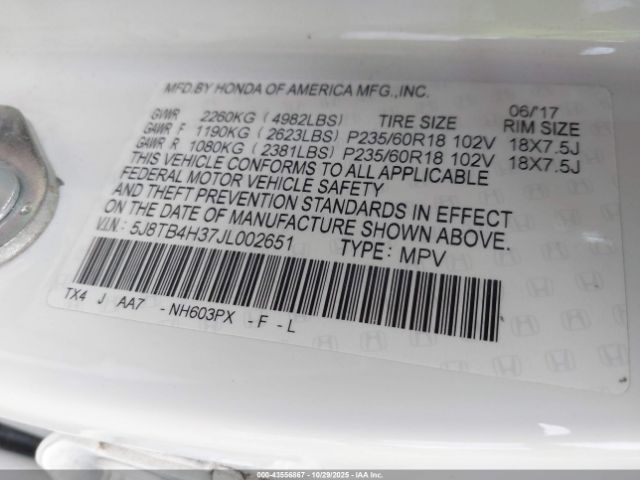 MFD.BY HONDA OF AMERICA MFG.,INC.
06/'17
GVWR 2260KG (4982LBS) TIRE SIZE RIM SIZE
GAWR F 1190KG (2623LBS) P235/60R18 102V 18X7.5J
GAWR R 1080KG (2381LBS) P235/60R18 102V 18X7.5J
THIS VEHICLE CONFORMS TO ALL APPLICABLE
FEDERAL MOTOR VEHICLE SAFETY
AND THEFT PREVENTION STANDARDS IN EFFECT
ON THE DATE OF MANUFACTURE SHOWN ABOVE.
V.I.N.: 5J8TB4H37JL002651 TYPE: MPV
TX4 J AA7 -NH603PX -F -L
000-43556867 - 10/29/2025 - IAA Inc.